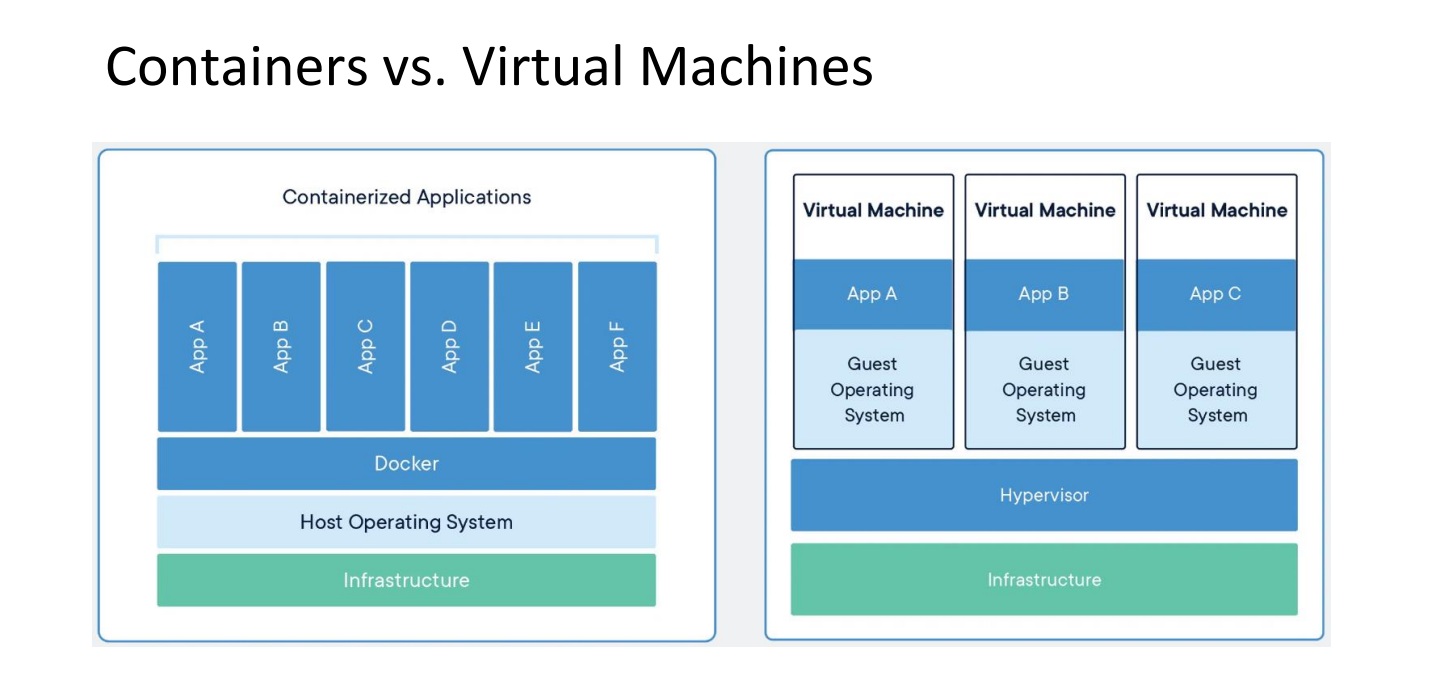 Containers vs. Virtual Machines
Containerized Applications
App A
App B
App C
App D
App E
App F
Docker
Host Operating System
Infrastructure
Virtual Machine
App A
Guest
Operating
System
Virtual Machine
App B
Guest
Operating
System
Virtual Machine
App C
Guest
Operating
System
Hypervisor
Infrastructure